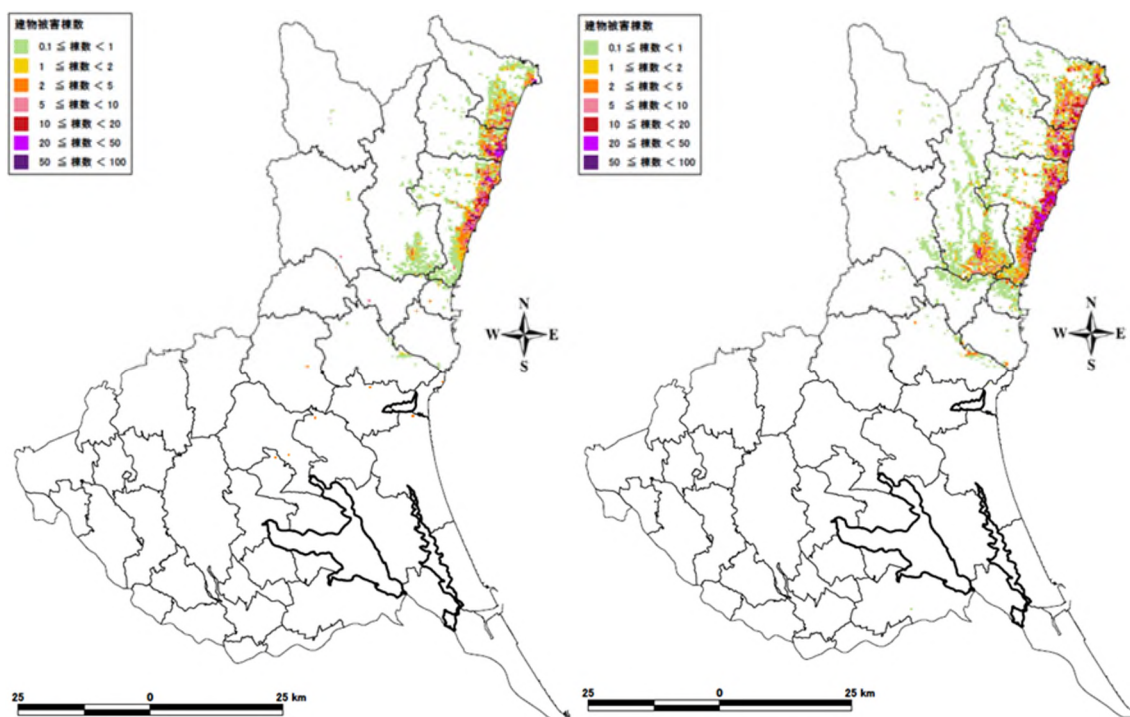 建物被害棟数
0.1 ≦ 棟数 < 1
1 ≦ 棟数 < 2
2 ≦ 棟数 < 5
5 ≦ 棟数 < 10
10 ≦ 棟数 < 20
20 ≦ 棟数 < 50
50 ≦ 棟数 < 100
N
W E
S
25 0 25 km
建物被害棟数
0.1 ≦ 棟数 < 1
1 ≦ 棟数 < 2
2 ≦ 棟数 < 5
5 ≦ 棟数 < 10
10 ≦ 棟数 < 20
20 ≦ 棟数 < 50
50 ≦ 棟数 < 100
N
W E
S
25 0 25 km